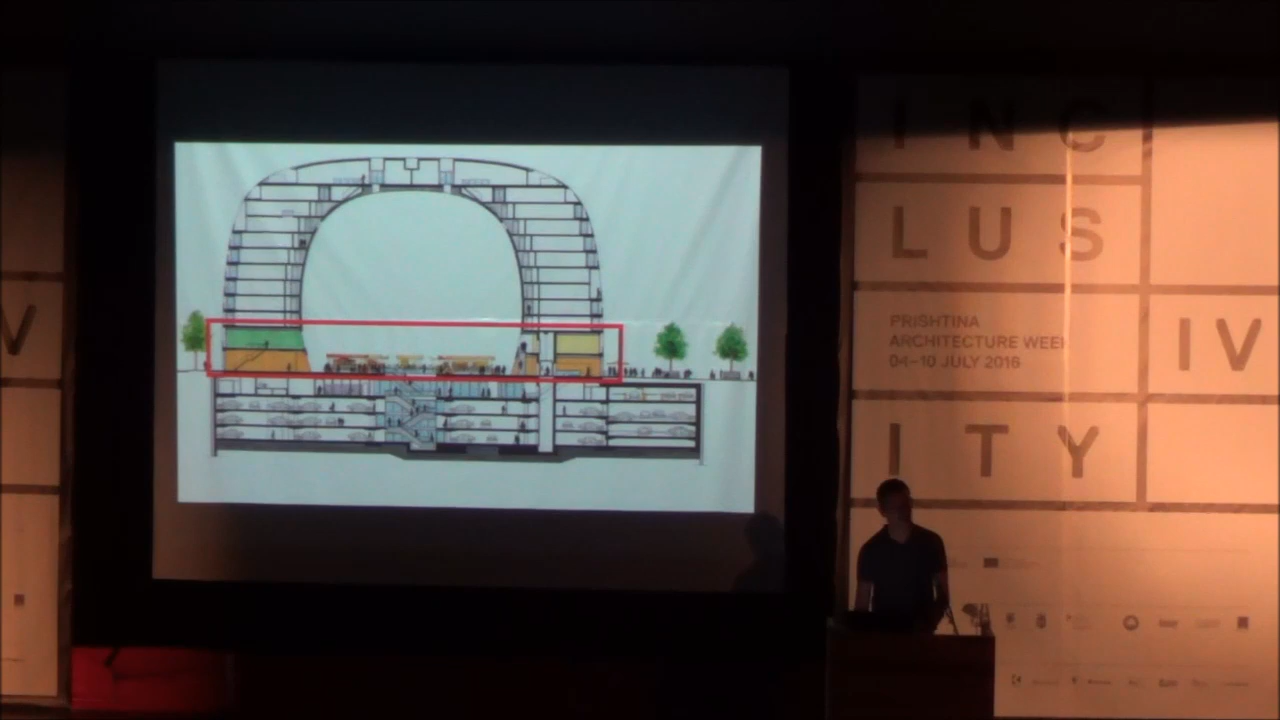 INC
LUS
PRISHTINA
ARCHITECTURE WEEK
04–10 JULY 2016
IV
ITY
V